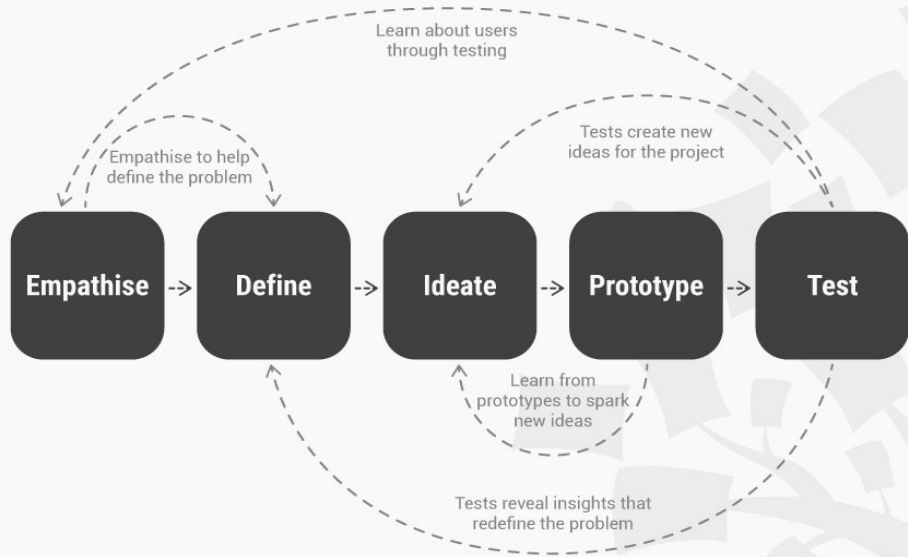 Learn about users
through testing
Tests create new
ideas for the project
Empathise to help
define the problem
Empathise
Define
Ideate
Prototype
Test
Learn from
prototypes to spark
new ideas
Tests reveal insights that
redefine the problem